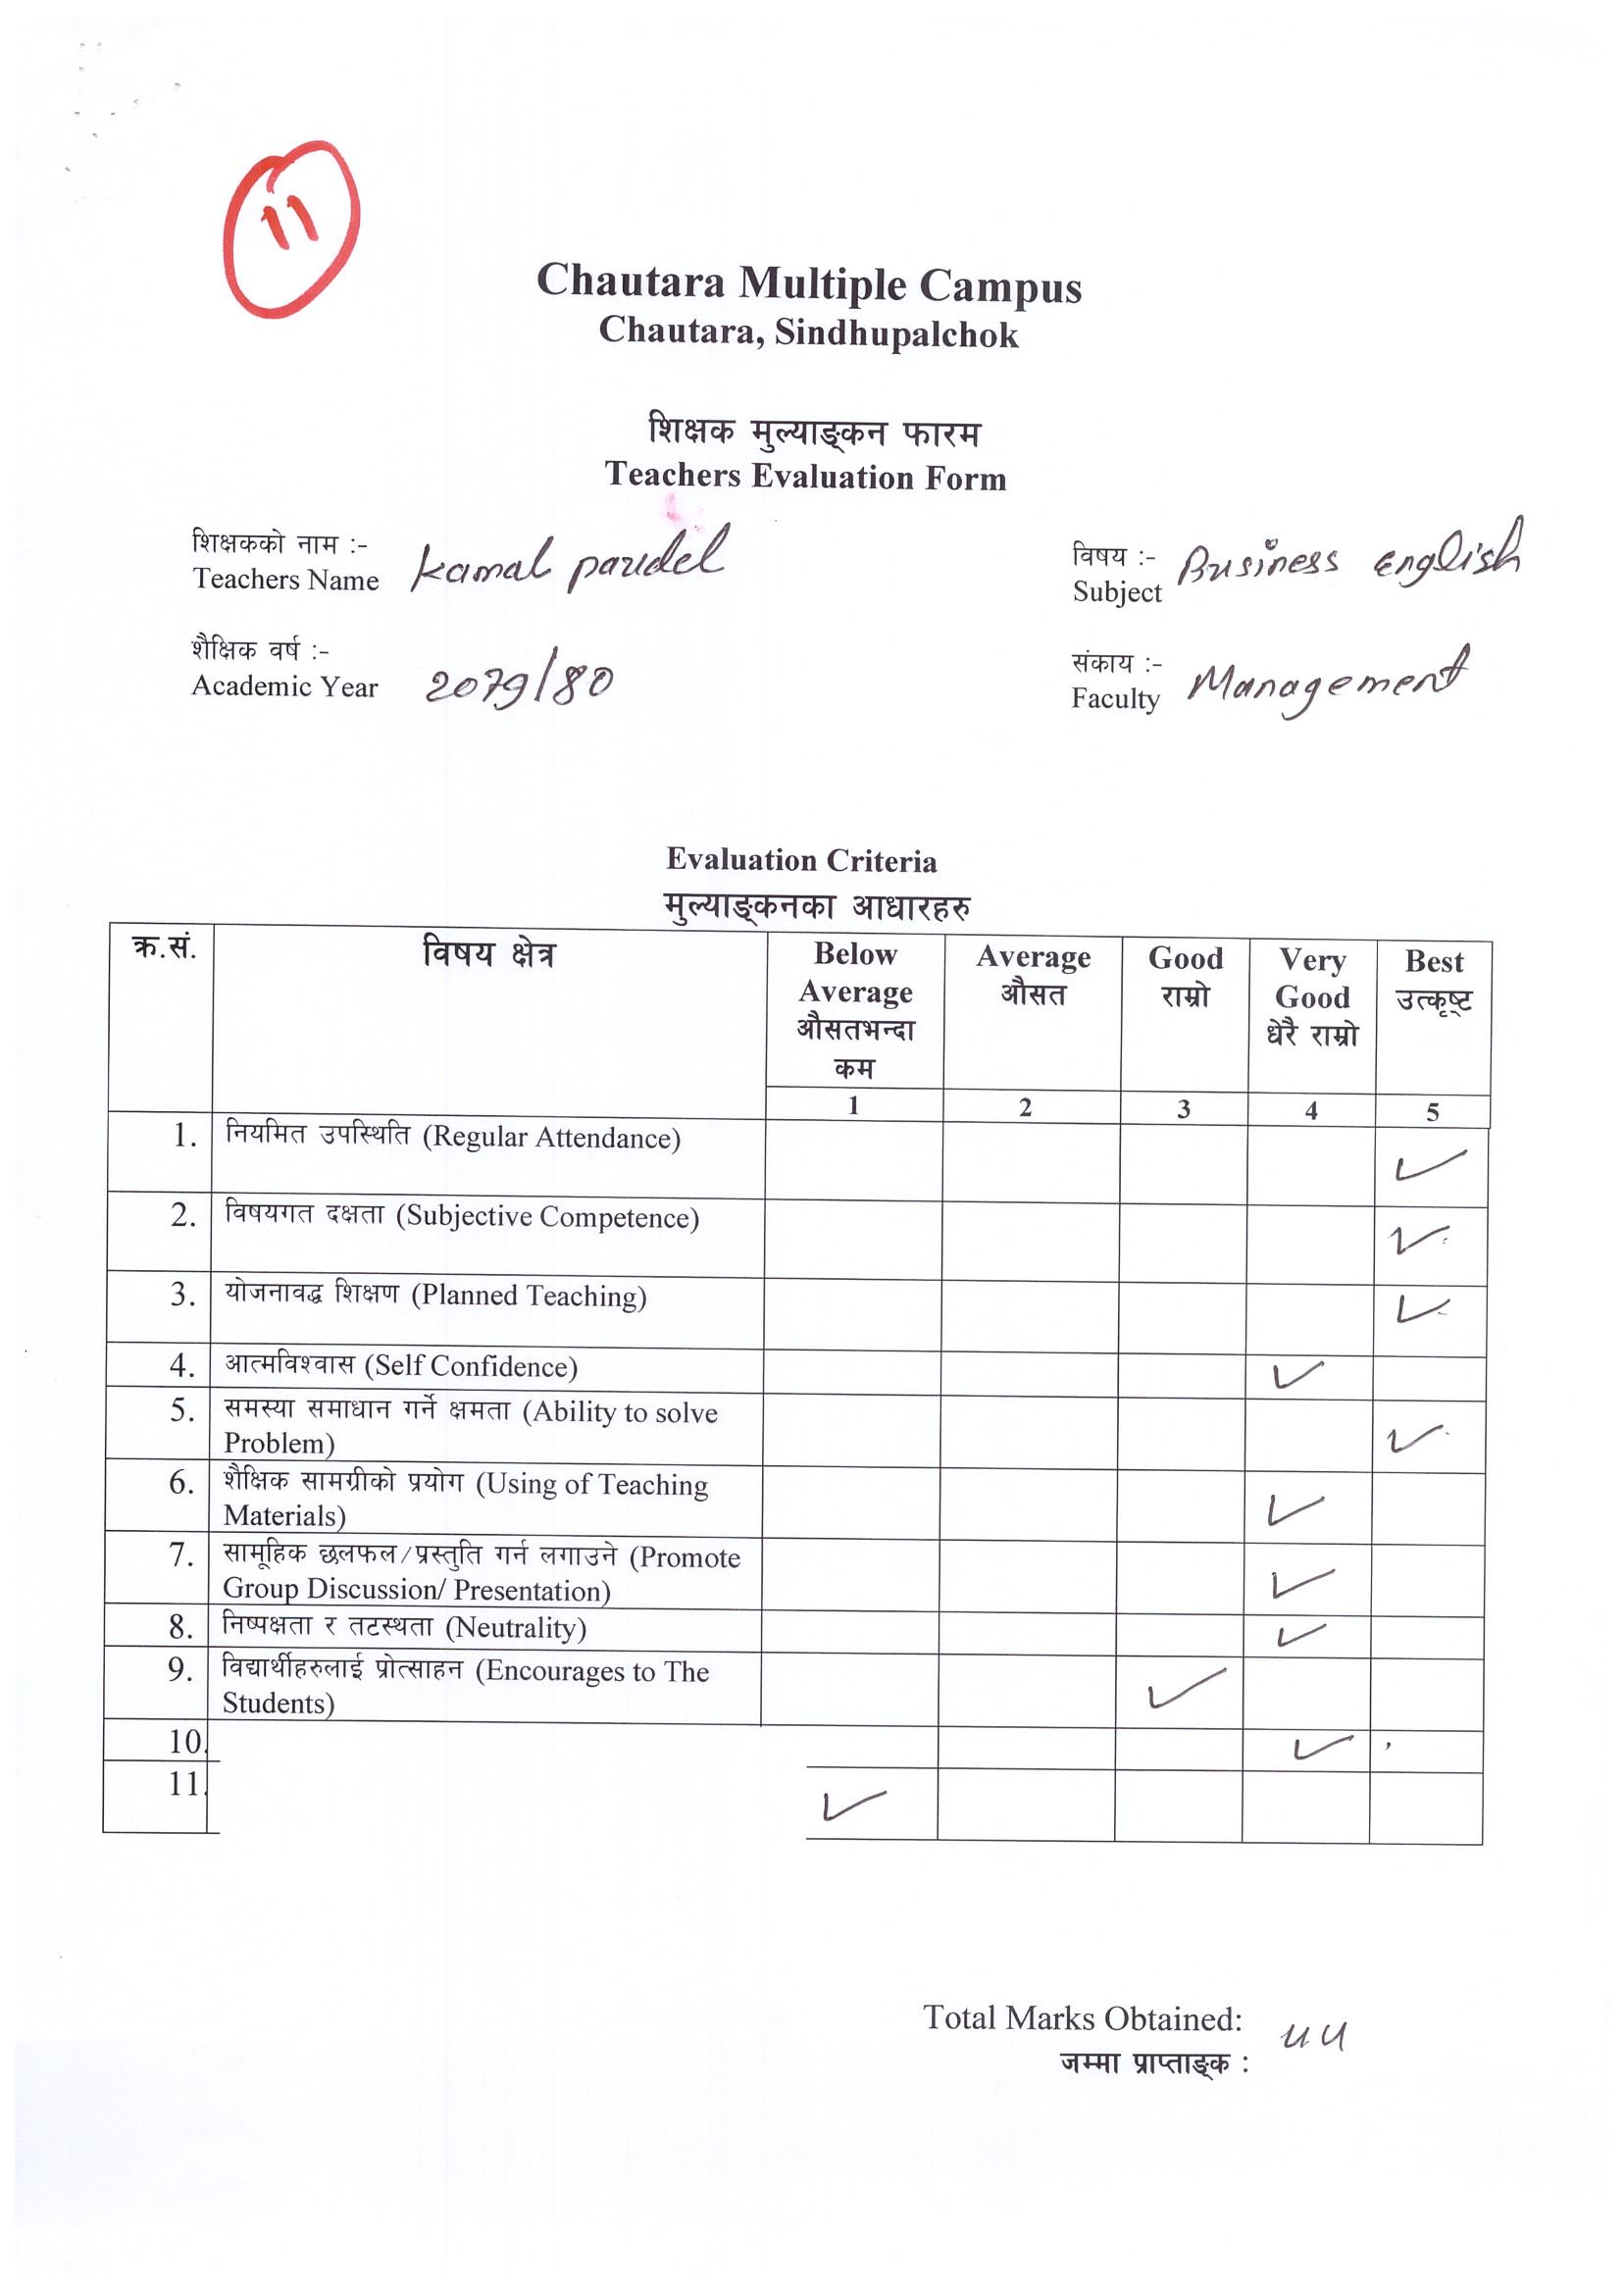 11
Chautara Multiple Campus
Chautara, Sindhupalchok
शिक्षक मुल्याङ्कन फारम
Teachers Evaluation Form
शिक्षकको नाम :-
Teachers Name Kamal paudel
विषय :-
Subject Business english
शैक्षिक वर्ष :-
Academic Year 2079/80
संकाय :-
Faculty Management
Evaluation Criteria
मुल्याङ्कनका आधारहरु
क्र.सं. विषय क्षेत्र Below Average Good Very Best
Average औसत राम्रो Good उत्कृष्ट
औसतभन्दा धेरै राम्रो
कम
1 2 3 4 5
1. नियमित उपस्थिति (Regular Attendance) ✓
2. विषयगत दक्षता (Subjective Competence) ✓
3. योजनावद्ध शिक्षण (Planned Teaching) ✓
4. आत्मविश्वास (Self Confidence) ✓
5. समस्या समाधान गर्ने क्षमता (Ability to solve ✓
Problem)
6. शैक्षिक सामग्रीको प्रयोग (Using of Teaching ✓
Materials)
7. सामूहिक छलफल/प्रस्तुति गर्न लगाउने (Promote ✓
Group Discussion/ Presentation)
8. निष्पक्षता र तटस्थता (Neutrality) ✓
9. विद्यार्थीहरुलाई प्रोत्साहन (Encourages to The ✓
Students)
10. ✓
11. ✓
Total Marks Obtained: 44
जम्मा प्राप्ताङ्क :